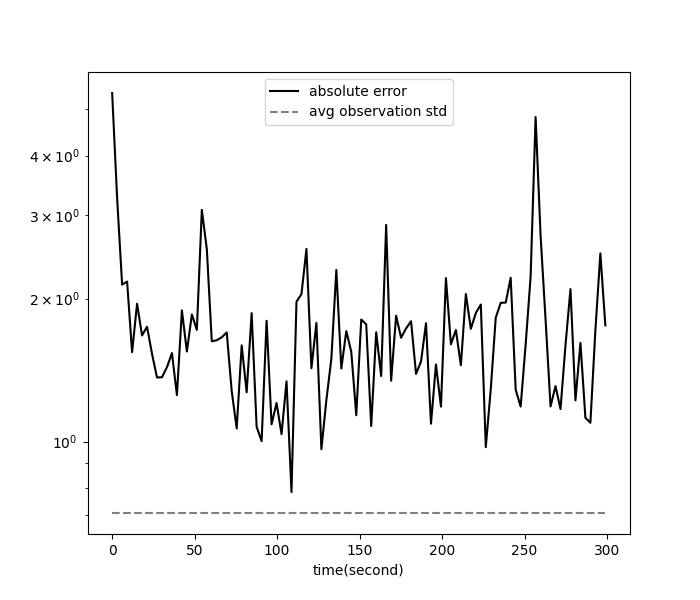 absolute error
avg observation std
4 × 10⁰
3 × 10⁰
2 × 10⁰
10⁰
0 50 100 150 200 250 300
time(second)